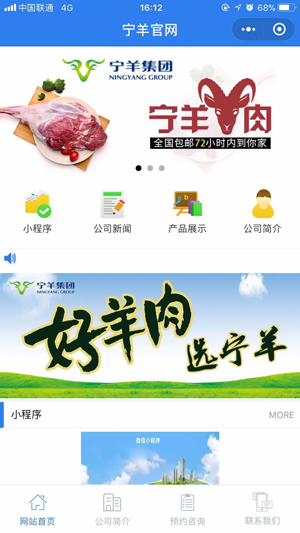 中国联通 4G 16:12
宁羊官网
宁羊集团
NINGYANG GROUP
宁羊 肉
全国包邮72小时内到你家
小程序 公司新闻 产品展示 公司简介
宁羊集团
NINGYANG GROUP
好羊肉
选宁羊
小程序 MORE
微信小程序
网站首页 公司简介 预约咨询 联系我们